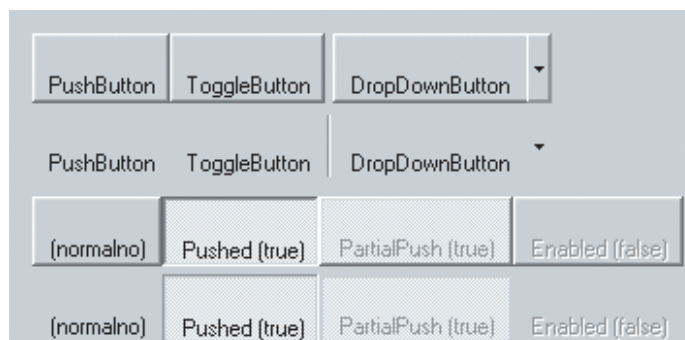 PushButton ToggleButton DropDownButton
PushButton ToggleButton DropDownButton
(normalno) Pushed (true) PartialPush (true) Enabled (false)
(normalno) Pushed (true) PartialPush (true) Enabled (false)